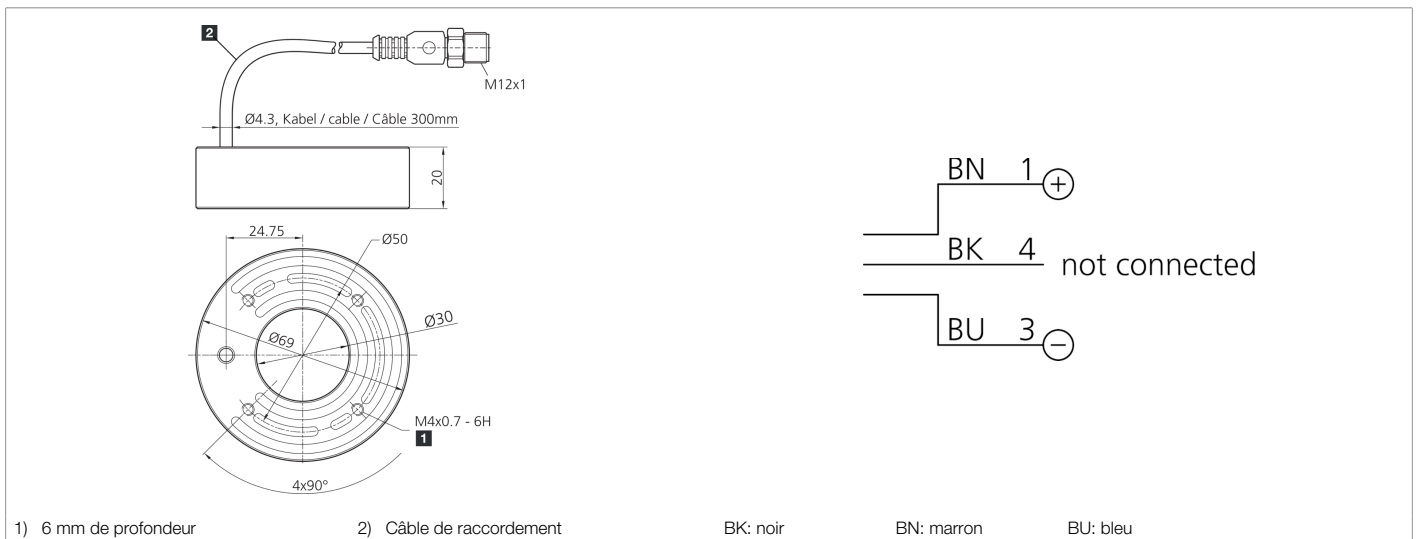 2
M12x1
Ø4.3, Kabel / cable / Câble 300mm
20
24.75
Ø50
Ø30
Ø69
M4x0.7 - 6H
1
4x90°
BN 1 +
BK 4 not connected
BU 3 −
1) 6 mm de profondeur 2) Câble de raccordement BK: noir BN: marron BU: bleu